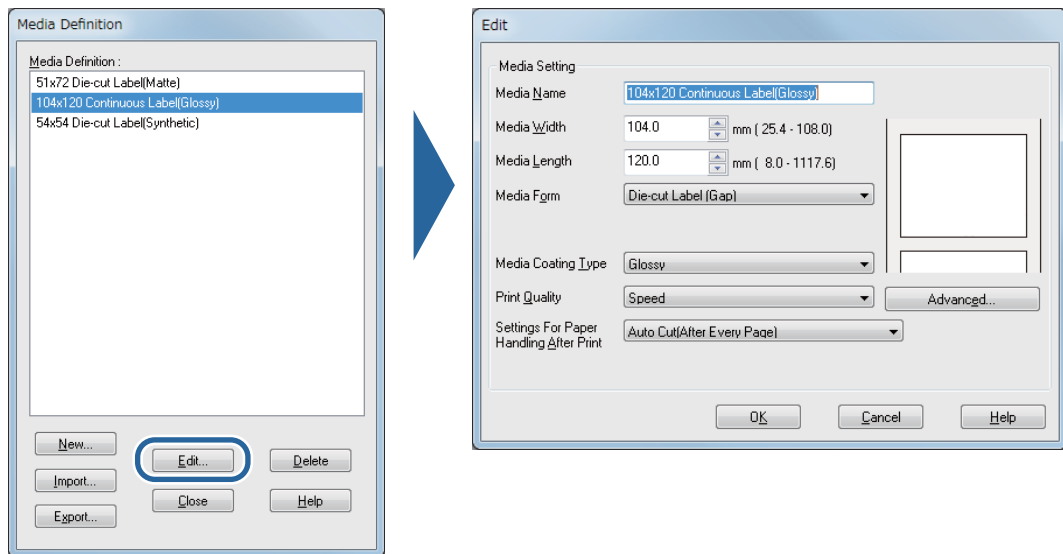 Media Definition
Media Definition :
51x72 Die-cut Label(Matte)
104x120 Continuous Label(Glossy)
54x54 Die-cut Label(Synthetic)
New...
Edit...
Delete
Import...
Close
Help
Export...
Edit
Media Setting
Media Name 104x120 Continuous Label(Glossy)
Media Width 104.0 mm ( 25.4 - 108.0)
Media Length 120.0 mm ( 8.0 - 1117.6)
Media Form Die-cut Label (Gap)
Media Coating Type Glossy
Print Quality Speed Advanced...
Settings For Paper
Handling After Print Auto Cut(After Every Page)
OK Cancel Help